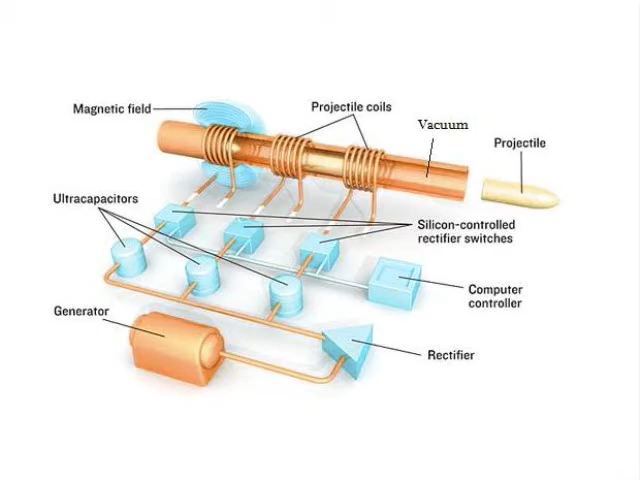 Magnetic field
Projectile coils
Vacuum
Projectile
Ultracapacitors
Silicon-controlled
rectifier switches
Computer
controller
Generator
Rectifier